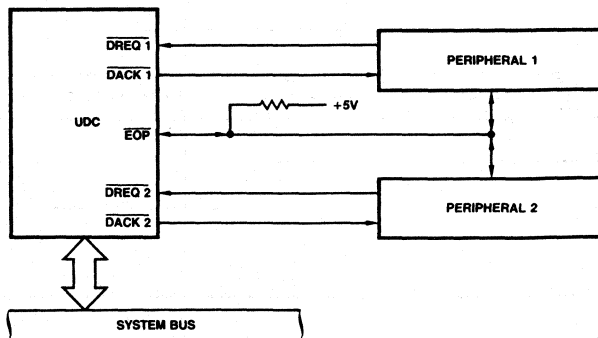 DREQ 1
PERIPHERAL 1
DACK 1
+5V
UDC
EOP
DREQ 2
PERIPHERAL 2
DACK 2
SYSTEM BUS